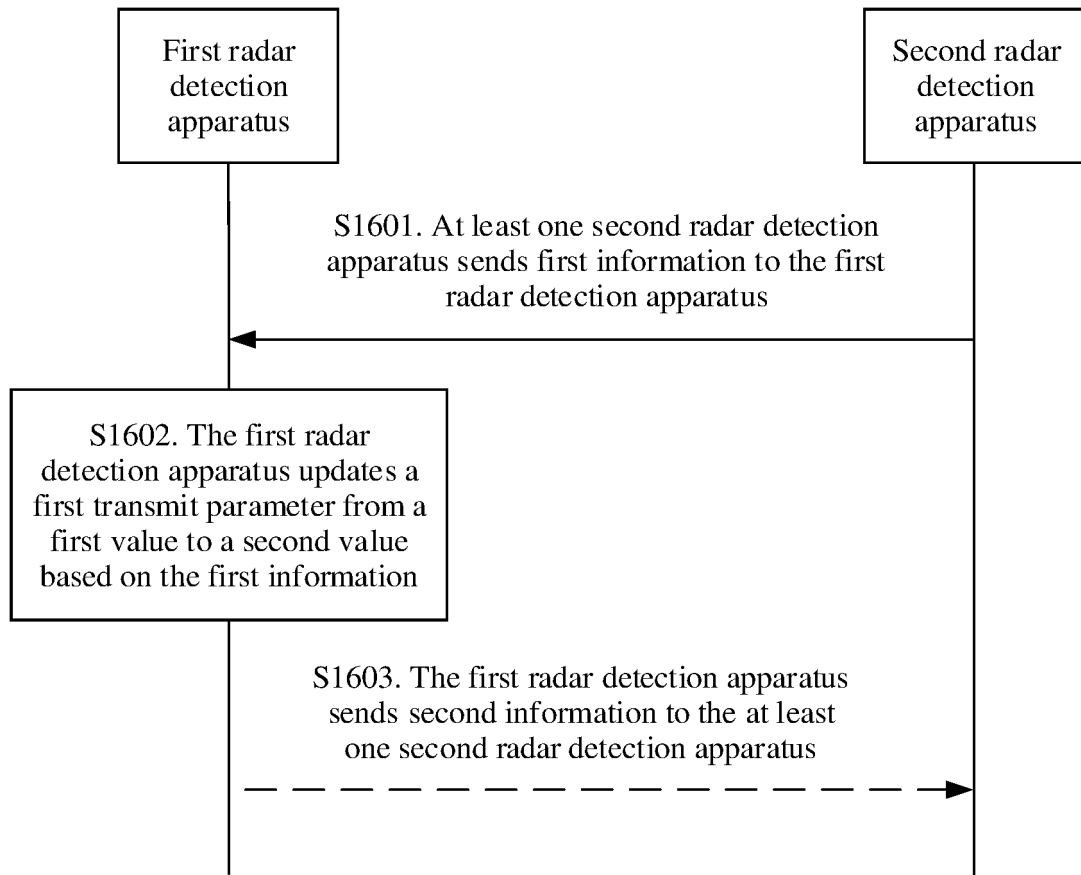 First radar
detection
apparatus
Second radar
detection
apparatus
S1601. At least one second radar detection
apparatus sends first information to the first
radar detection apparatus
S1602. The first radar
detection apparatus updates a
first transmit parameter from a
first value to a second value
based on the first information
S1603. The first radar detection apparatus
sends second information to the at least
one second radar detection apparatus